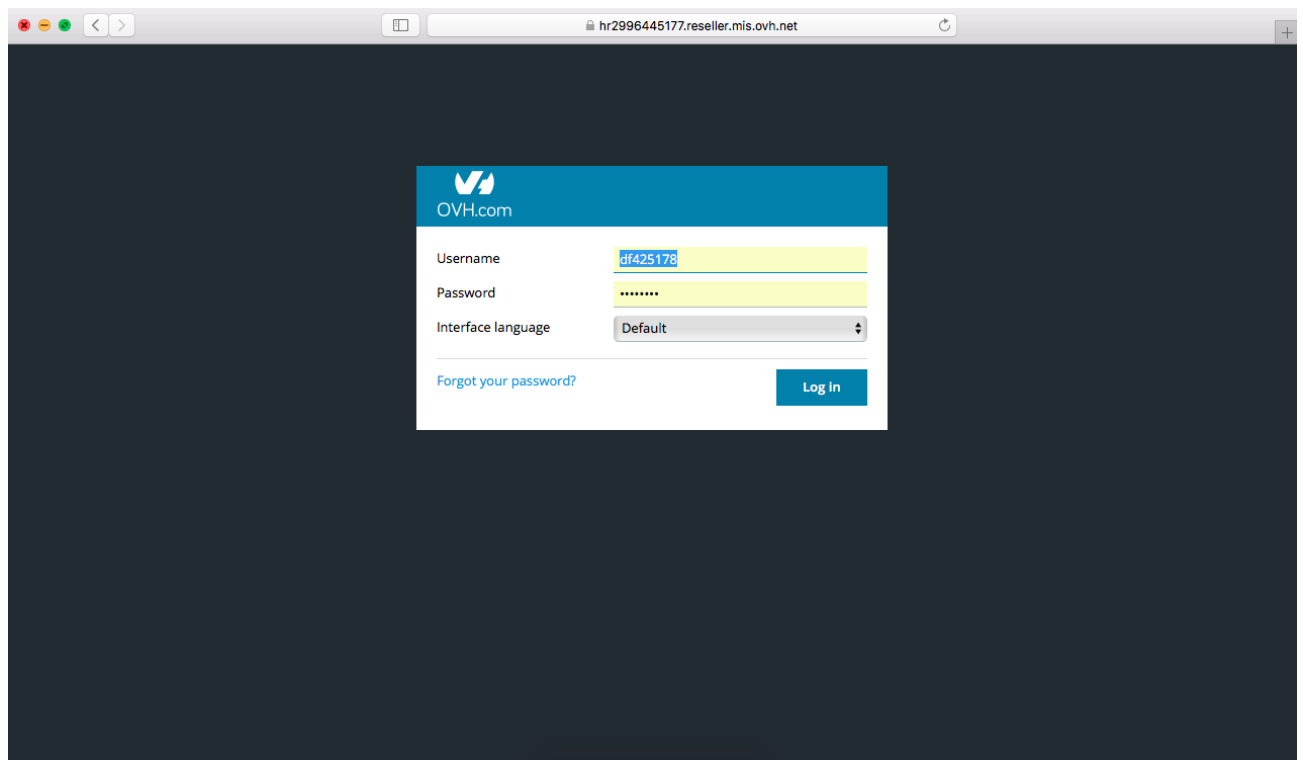 hr2996445177.reseller.mis.ovh.net
OVH.com
Username df425178
Password ••••••••
Interface language Default
Forgot your password? Log in